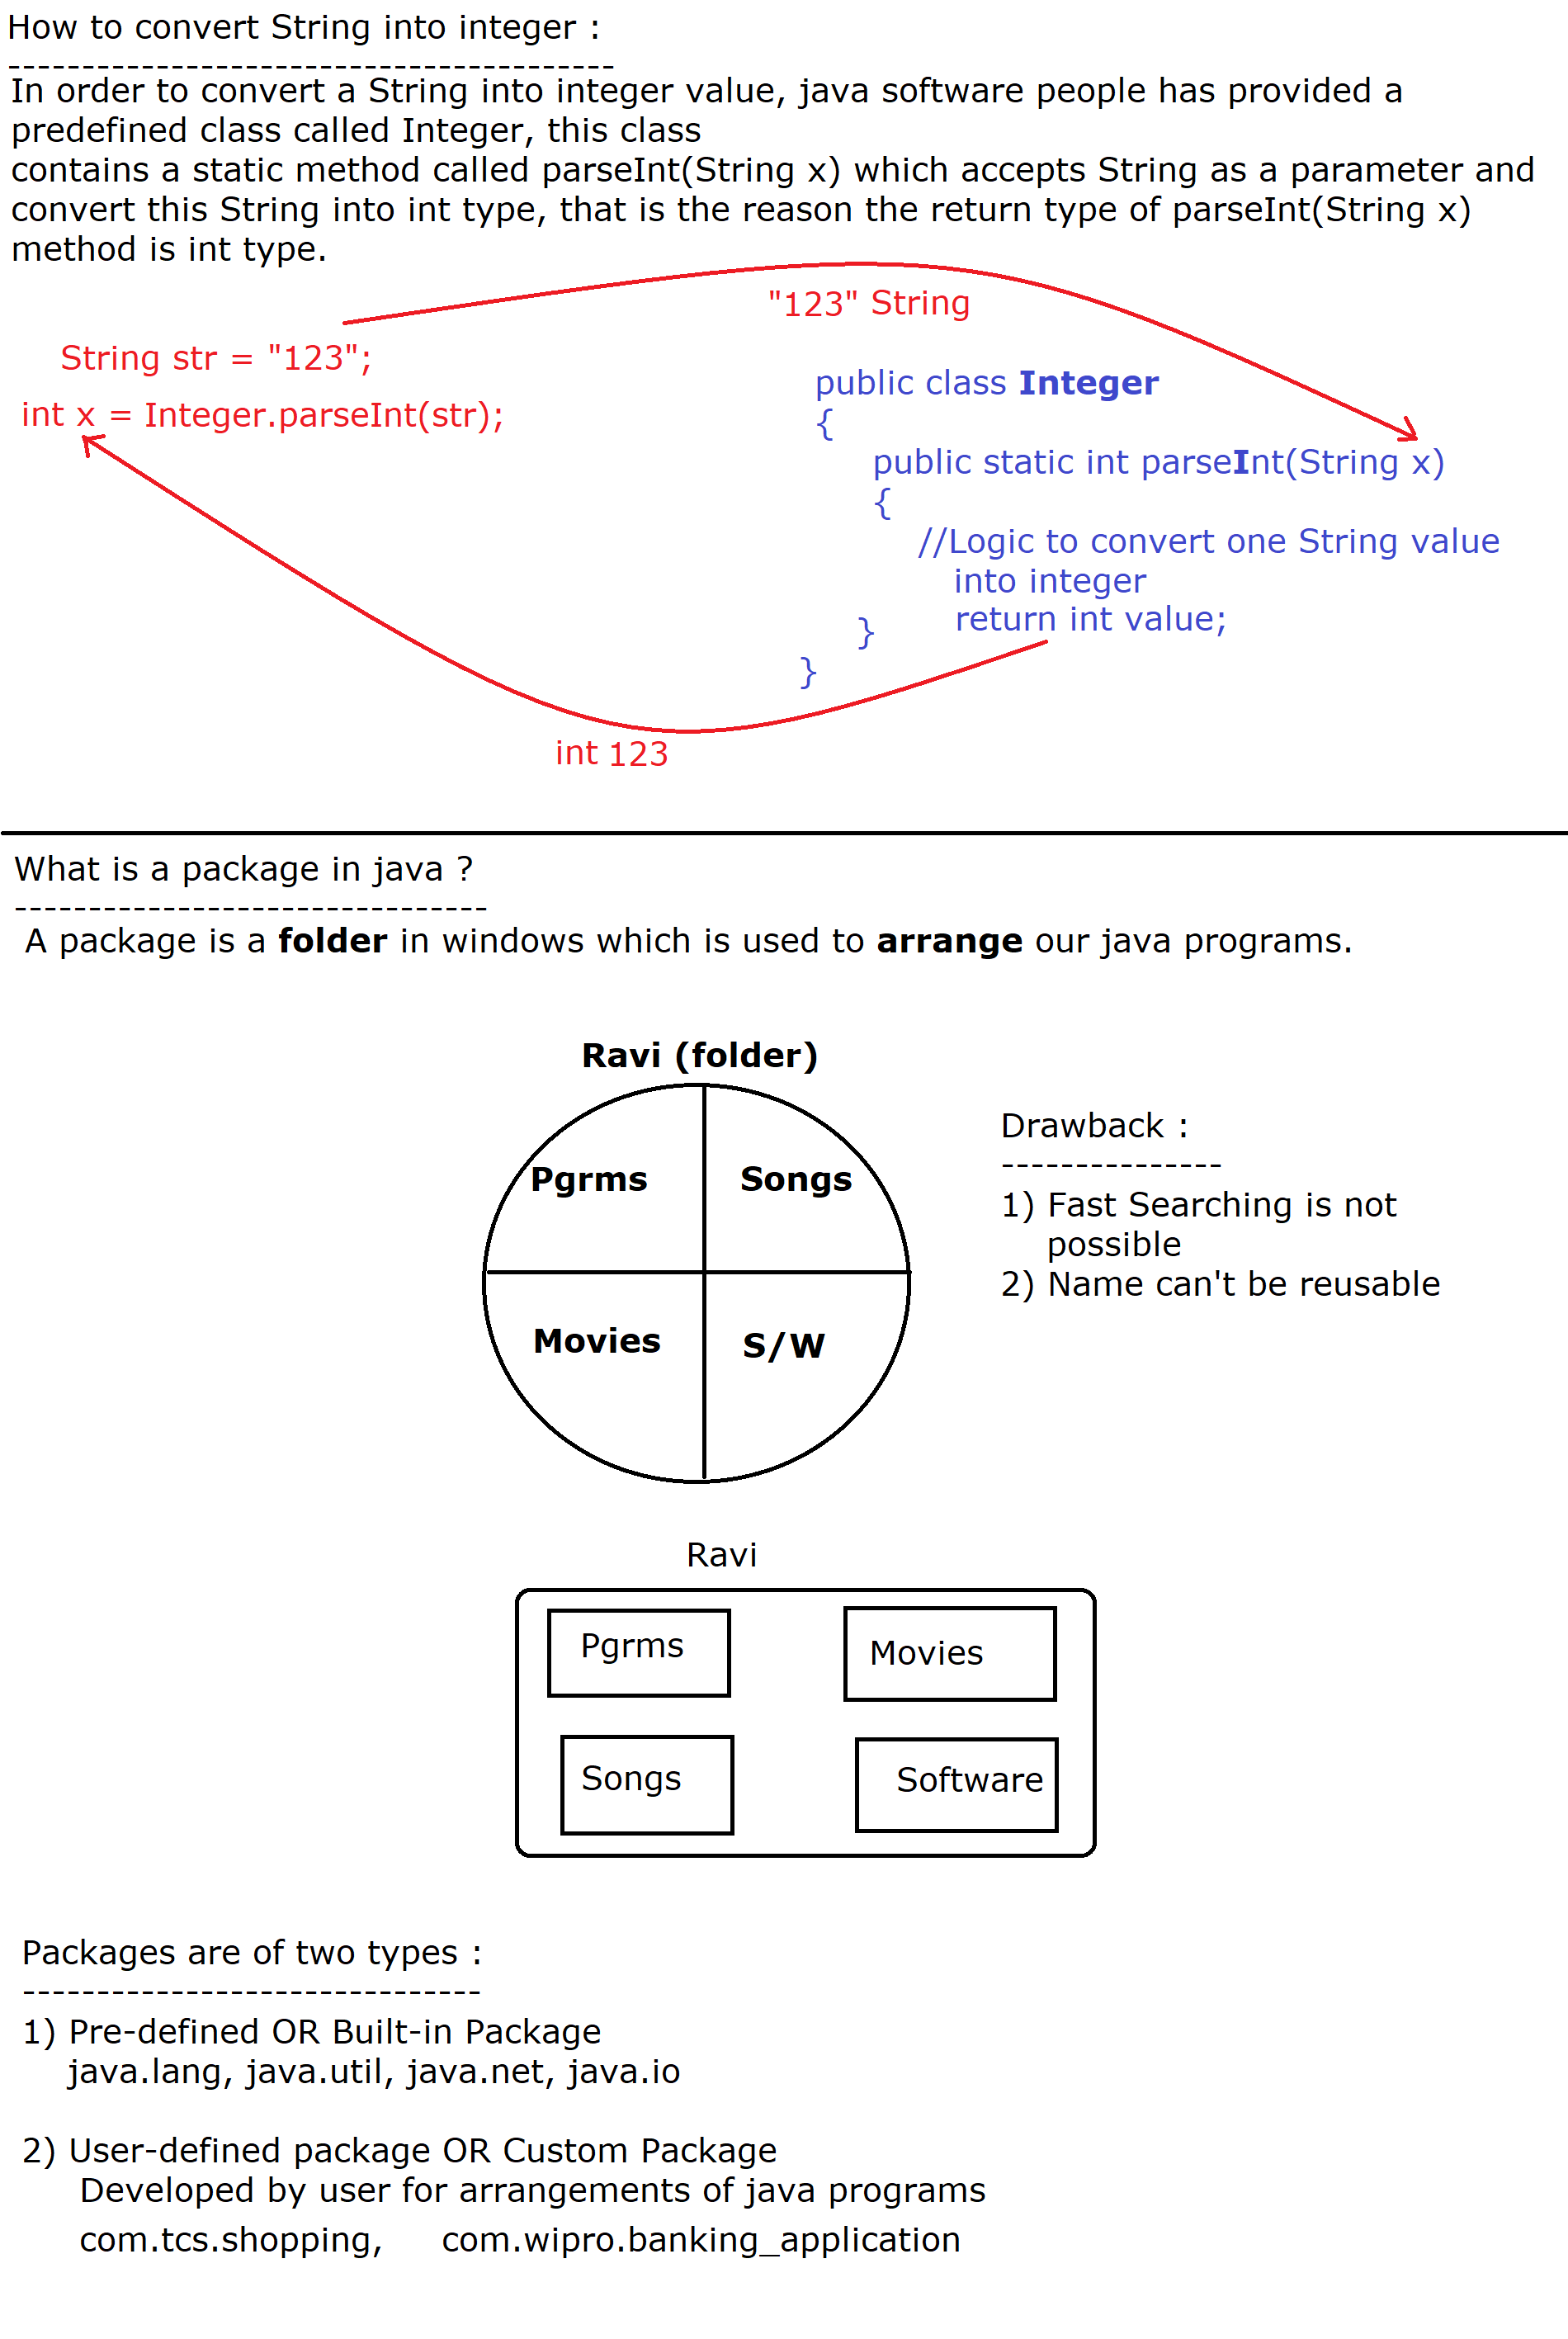 How to convert String into integer :
-----------------------------------------
In order to convert a String into integer value, java software people has provided a
predefined class called Integer, this class
contains a static method called parseInt(String x) which accepts String as a parameter and
convert this String into int type, that is the reason the return type of parseInt(String x)
method is int type.
"123" String
String str = "123";
int x = Integer.parseInt(str);
public class Integer
{
public static int parseInt(String x)
{
//Logic to convert one String value
into integer
return int value;
}
}
int 123
What is a package in java ?
--------------------------------
A package is a folder in windows which is used to arrange our java programs.
Ravi (folder)
Pgrms
Songs
Movies
S/W
Drawback :
---------------
1) Fast Searching is not
possible
2) Name can't be reusable
Ravi
Pgrms
Movies
Songs
Software
Packages are of two types :
-------------------------------
1) Pre-defined OR Built-in Package
java.lang, java.util, java.net, java.io
2) User-defined package OR Custom Package
Developed by user for arrangements of java programs
com.tcs.shopping, com.wipro.banking_application